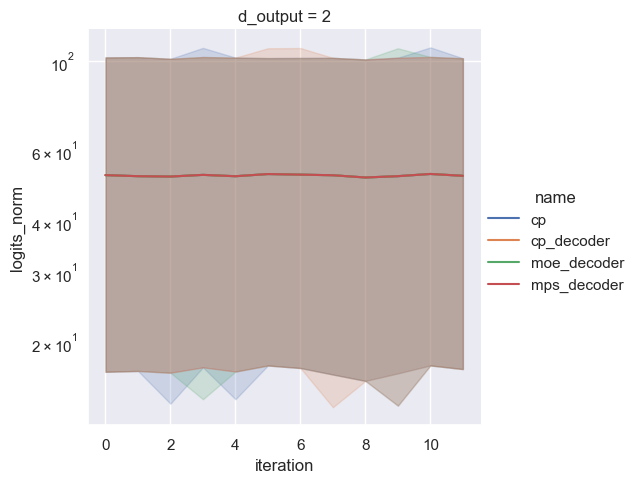 d_output = 2
10²
6 × 10¹
4 × 10¹
3 × 10¹
2 × 10¹
logits_norm
0 2 4 6 8 10
iteration
name
cp
cp_decoder
moe_decoder
mps_decoder